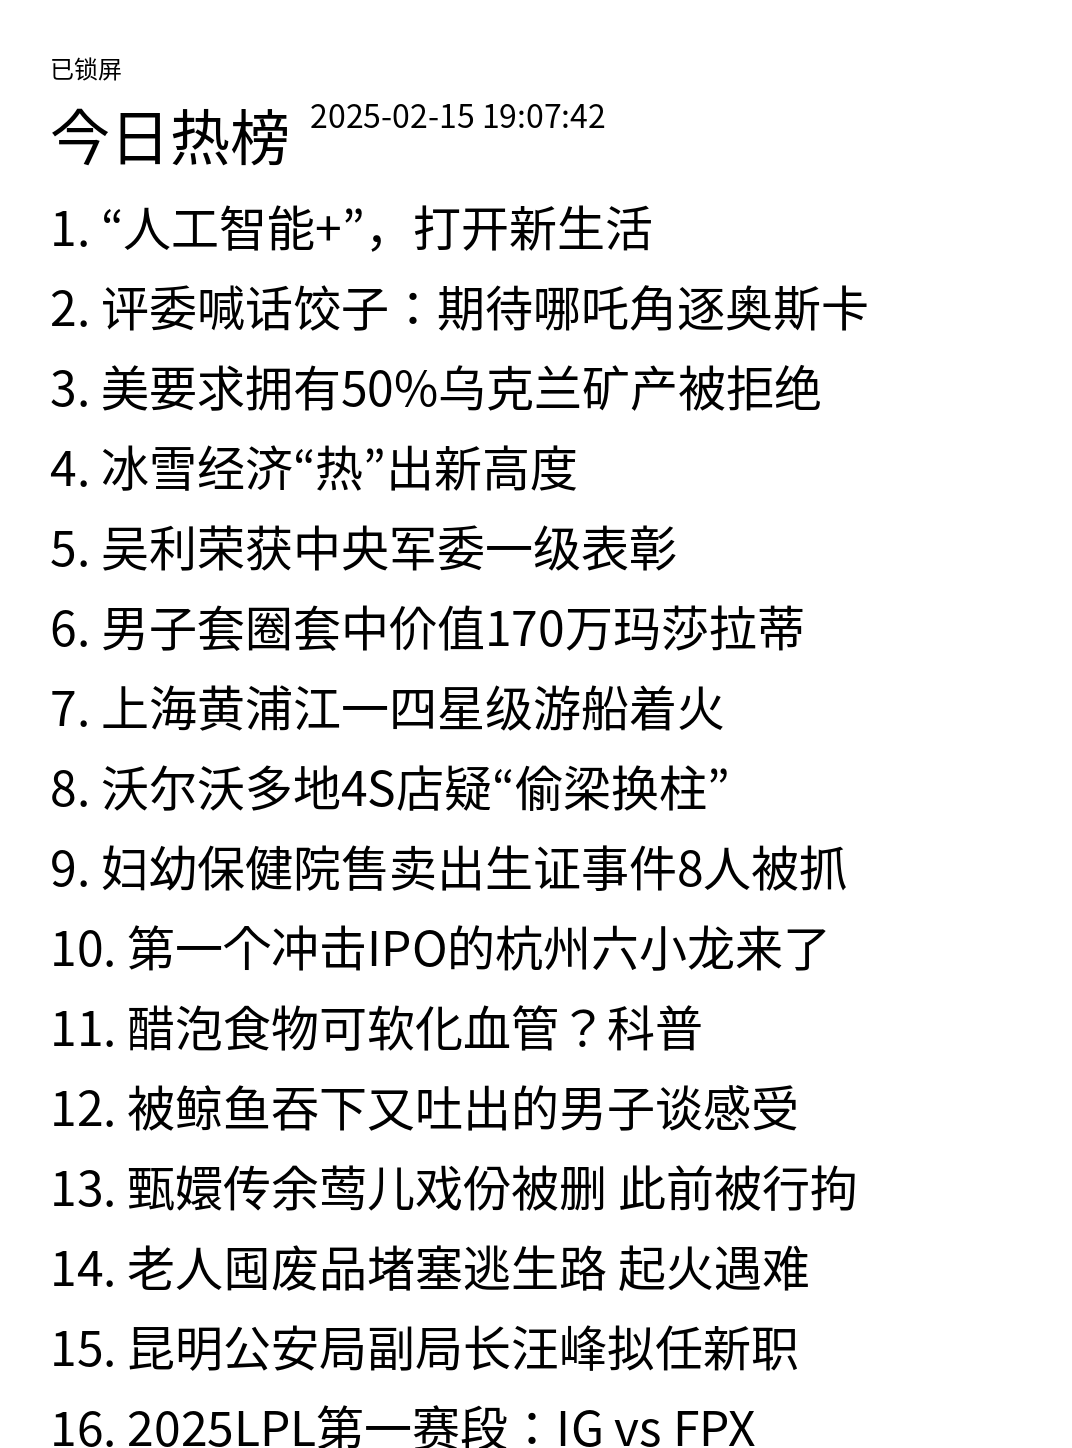 已锁屏
今日热榜 2025-02-15 19:07:42
1. “人工智能+”，打开新生活
2. 评委喊话饺子：期待哪吒角逐奥斯卡
3. 美要求拥有50%乌克兰矿产被拒绝
4. 冰雪经济“热”出新高度
5. 吴利荣获中央军委一级表彰
6. 男子套圈套中价值170万玛莎拉蒂
7. 上海黄浦江一四星级游船着火
8. 沃尔沃多地4S店疑“偷梁换柱”
9. 妇幼保健院售卖出生证事件8人被抓
10. 第一个冲击IPO的杭州六小龙来了
11. 醋泡食物可软化血管？科普
12. 被鲸鱼吞下又吐出的男子谈感受
13. 甄嬛传余莺儿戏份被删 此前被行拘
14. 老人囤废品堵塞逃生路 起火遇难
15. 昆明公安局副局长汪峰拟任新职
16. 2025LPL第一赛段：IG vs FPX